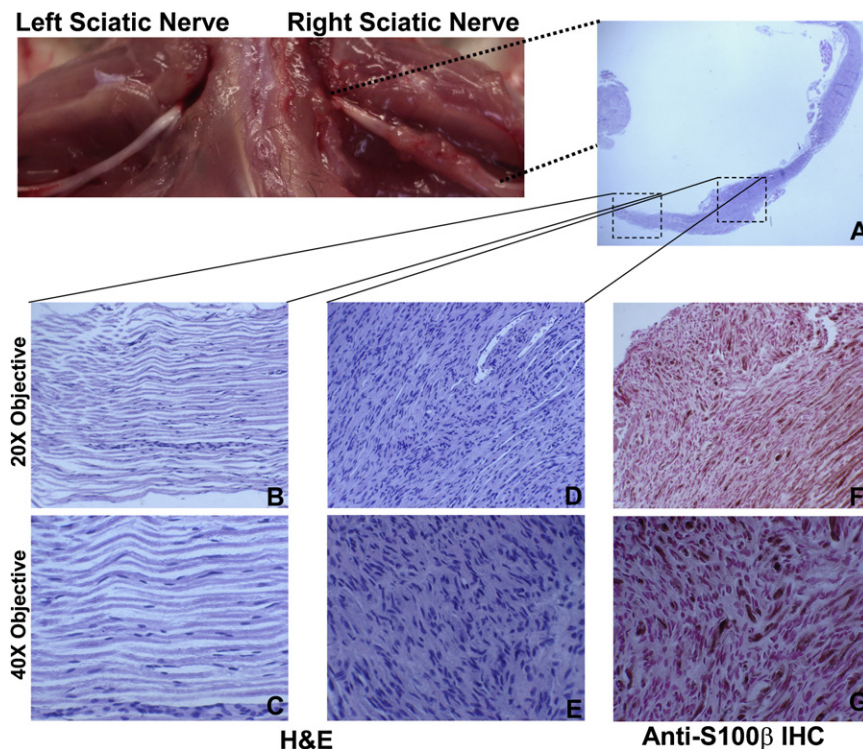 Left Sciatic Nerve
Right Sciatic Nerve
A
20X Objective
B
D
F
40X Objective
C
E
G
H&E
Anti-S100β IHC